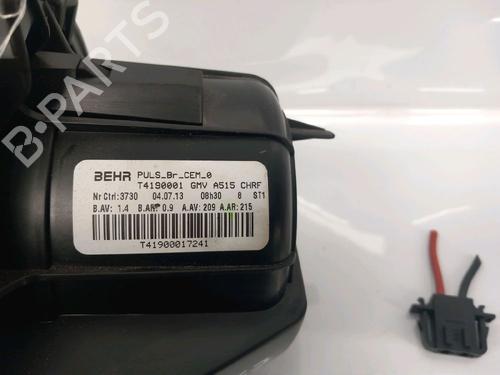 B-PARTS
BEHR PULS_Br_CEM_0
T4190001 GMV A515 CHRF
Nr Ctrl:3730 04.07.13 08h30 8 ST1
B.AV: 1.4 B.AR: 0.9 A.AV: 209 A.AR: 215
T41900017241